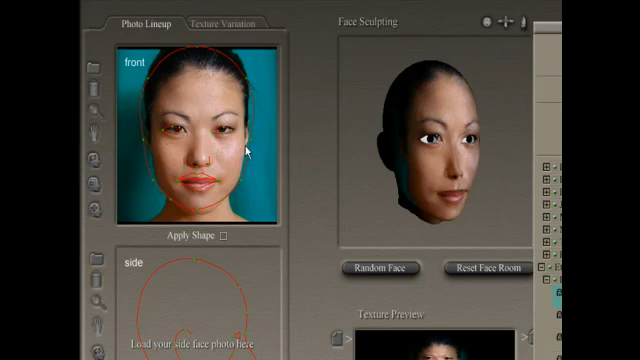 Photo Lineup
Texture Variation
Face Sculpting
front
Apply Shape
side
Random Face
Reset Face Room
Load your side face photo here
Texture Preview